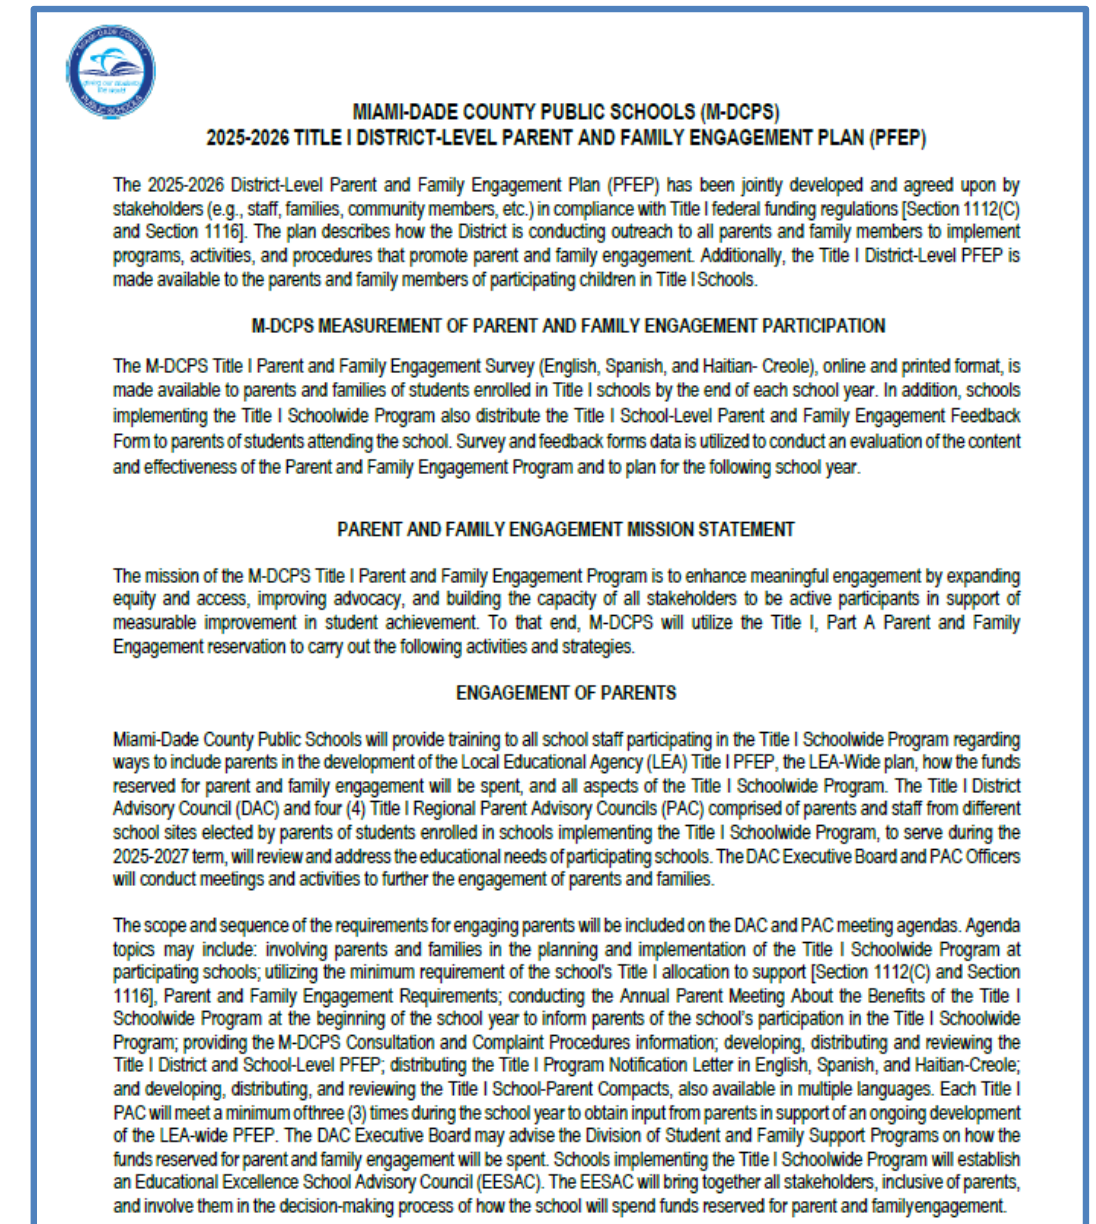 MIAMI-DADE COUNTY
giving our students
the world
PUBLIC SCHOOLS
MIAMI-DADE COUNTY PUBLIC SCHOOLS (M-DCPS)
2025-2026 TITLE I DISTRICT-LEVEL PARENT AND FAMILY ENGAGEMENT PLAN (PFEP)
The 2025-2026 District-Level Parent and Family Engagement Plan (PFEP) has been jointly developed and agreed upon by
stakeholders (e.g., staff, families, community members, etc.) in compliance with Title I federal funding regulations [Section 1112(C)
and Section 1116]. The plan describes how the District is conducting outreach to all parents and family members to implement
programs, activities, and procedures that promote parent and family engagement. Additionally, the Title I District-Level PFEP is
made available to the parents and family members of participating children in Title I Schools.
M-DCPS MEASUREMENT OF PARENT AND FAMILY ENGAGEMENT PARTICIPATION
The M-DCPS Title I Parent and Family Engagement Survey (English, Spanish, and Haitian- Creole), online and printed format, is
made available to parents and families of students enrolled in Title I schools by the end of each school year. In addition, schools
implementing the Title I Schoolwide Program also distribute the Title I School-Level Parent and Family Engagement Feedback
Form to parents of students attending the school. Survey and feedback forms data is utilized to conduct an evaluation of the content
and effectiveness of the Parent and Family Engagement Program and to plan for the following school year.
PARENT AND FAMILY ENGAGEMENT MISSION STATEMENT
The mission of the M-DCPS Title I Parent and Family Engagement Program is to enhance meaningful engagement by expanding
equity and access, improving advocacy, and building the capacity of all stakeholders to be active participants in support of
measurable improvement in student achievement. To that end, M-DCPS will utilize the Title I, Part A Parent and Family
Engagement reservation to carry out the following activities and strategies.
ENGAGEMENT OF PARENTS
Miami-Dade County Public Schools will provide training to all school staff participating in the Title I Schoolwide Program regarding
ways to include parents in the development of the Local Educational Agency (LEA) Title I PFEP, the LEA-Wide plan, how the funds
reserved for parent and family engagement will be spent, and all aspects of the Title I Schoolwide Program. The Title I District
Advisory Council (DAC) and four (4) Title I Regional Parent Advisory Councils (PAC) comprised of parents and staff from different
school sites elected by parents of students enrolled in schools implementing the Title I Schoolwide Program, to serve during the
2025-2027 term, will review and address the educational needs of participating schools. The DAC Executive Board and PAC Officers
will conduct meetings and activities to further the engagement of parents and families.
The scope and sequence of the requirements for engaging parents will be included on the DAC and PAC meeting agendas. Agenda
topics may include: involving parents and families in the planning and implementation of the Title I Schoolwide Program at
participating schools; utilizing the minimum requirement of the school's Title I allocation to support [Section 1112(C) and Section
1116], Parent and Family Engagement Requirements; conducting the Annual Parent Meeting About the Benefits of the Title I
Schoolwide Program at the beginning of the school year to inform parents of the school's participation in the Title I Schoolwide
Program; providing the M-DCPS Consultation and Complaint Procedures information; developing, distributing and reviewing the
Title I District and School-Level PFEP; distributing the Title I Program Notification Letter in English, Spanish, and Haitian-Creole;
and developing, distributing, and reviewing the Title I School-Parent Compacts, also available in multiple languages. Each Title I
PAC will meet a minimum ofthree (3) times during the school year to obtain input from parents in support of an ongoing development
of the LEA-wide PFEP. The DAC Executive Board may advise the Division of Student and Family Support Programs on how the
funds reserved for parent and family engagement will be spent. Schools implementing the Title I Schoolwide Program will establish
an Educational Excellence School Advisory Council (EESAC). The EESAC will bring together all stakeholders, inclusive of parents,
and involve them in the decision-making process of how the school will spend funds reserved for parent and familyengagement.